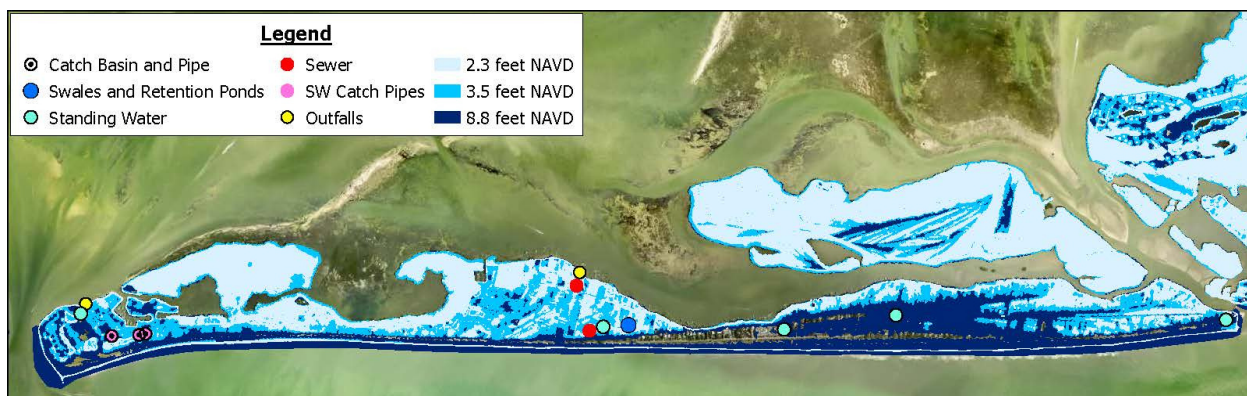 Legend
Catch Basin and Pipe
Sewer
2.3 feet NAVD
Swales and Retention Ponds
SW Catch Pipes
3.5 feet NAVD
Standing Water
Outfalls
8.8 feet NAVD